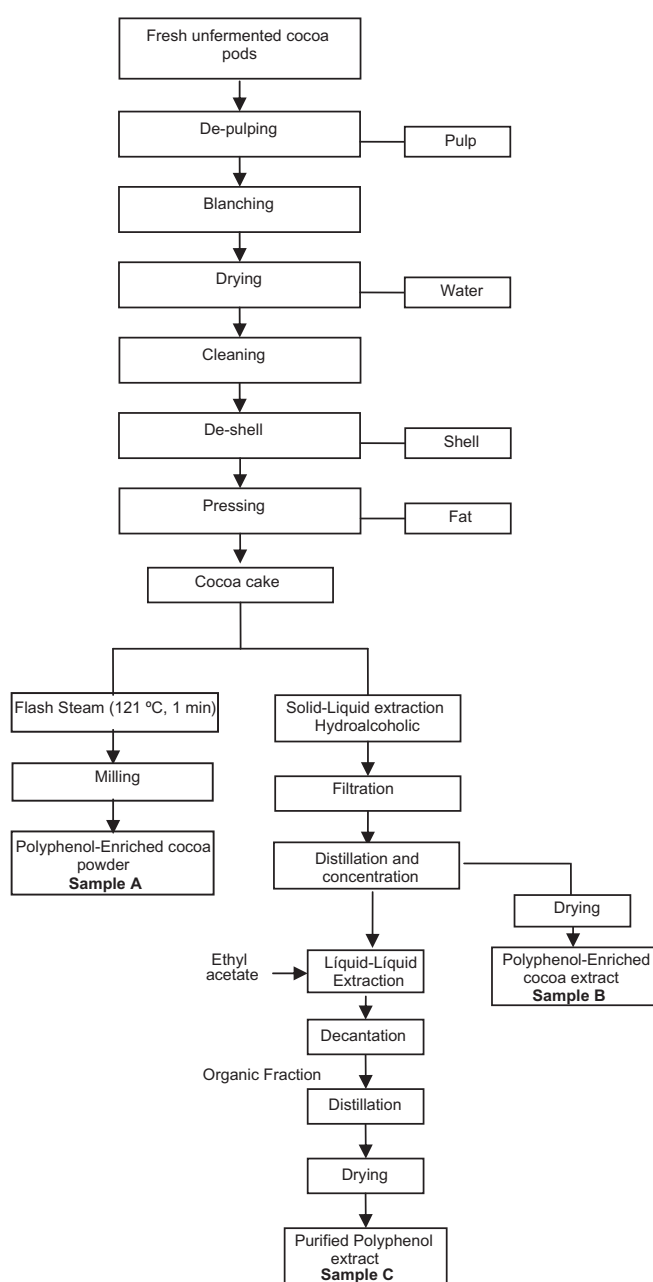 Fresh unfermented cocoa
pods
De-pulping
Pulp
Blanching
Drying
Water
Cleaning
De-shell
Shell
Pressing
Fat
Cocoa cake
Flash Steam (121 ºC, 1 min)
Milling
Polyphenol-Enriched cocoa
powder
Sample A
Solid-Liquid extraction
Hydroalcoholic
Filtration
Distillation and
concentration
Drying
Polyphenol-Enriched
cocoa extract
Sample B
Ethyl
acetate
Líquid-Líquid
Extraction
Decantation
Organic Fraction
Distillation
Drying
Purified Polyphenol
extract
Sample C